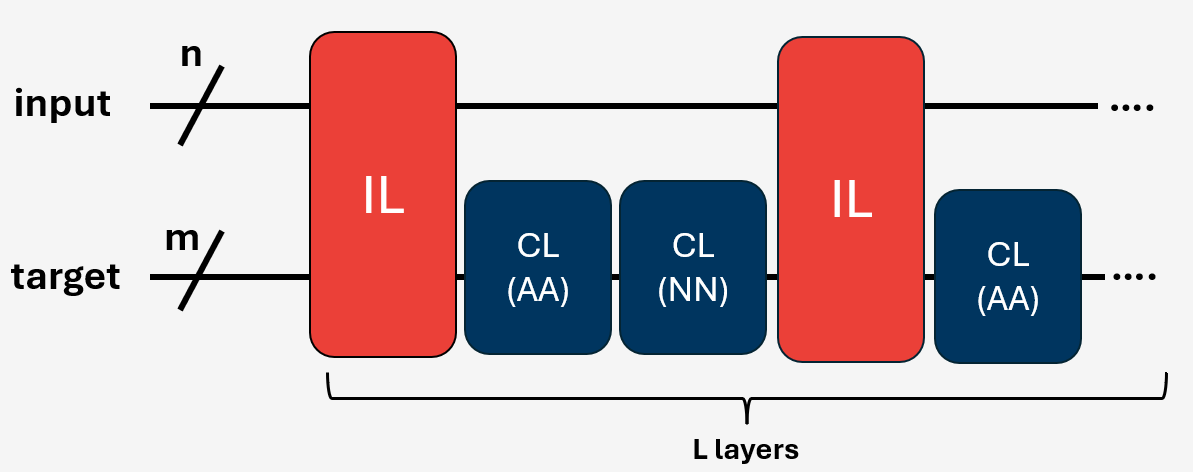 n
input
IL
IL
....
m
target
CL
(AA)
CL
(NN)
CL
(AA)
....
L layers